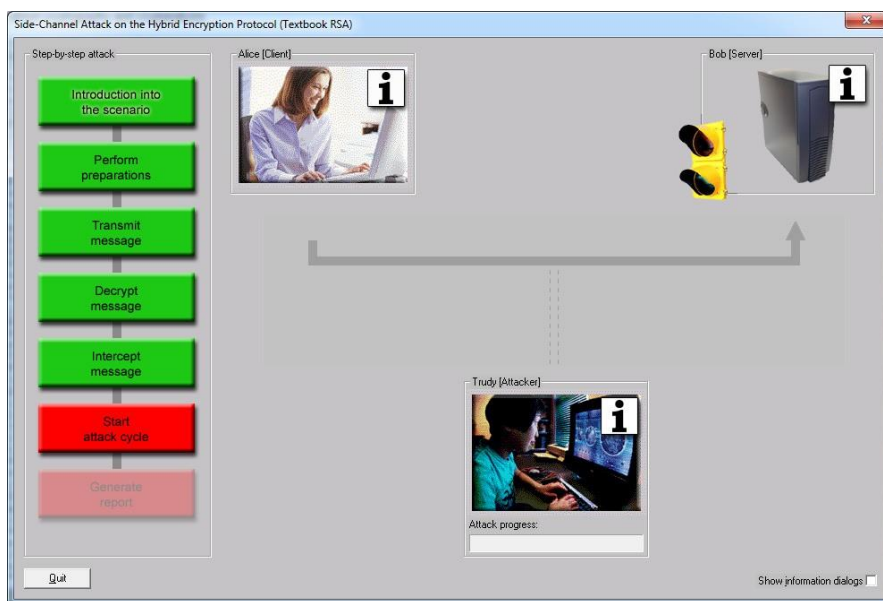 Side-Channel Attack on the Hybrid Encryption Protocol (Textbook RSA)
Step-by-step attack
Introduction into
the scenario
Perform
preparations
Transmit
message
Decrypt
message
Intercept
message
Start
attack cycle
Generate
report
Quit
Alice [Client]
i
Bob [Server]
i
Trudy [Attacker]
i
Attack progress:
Show information dialogs